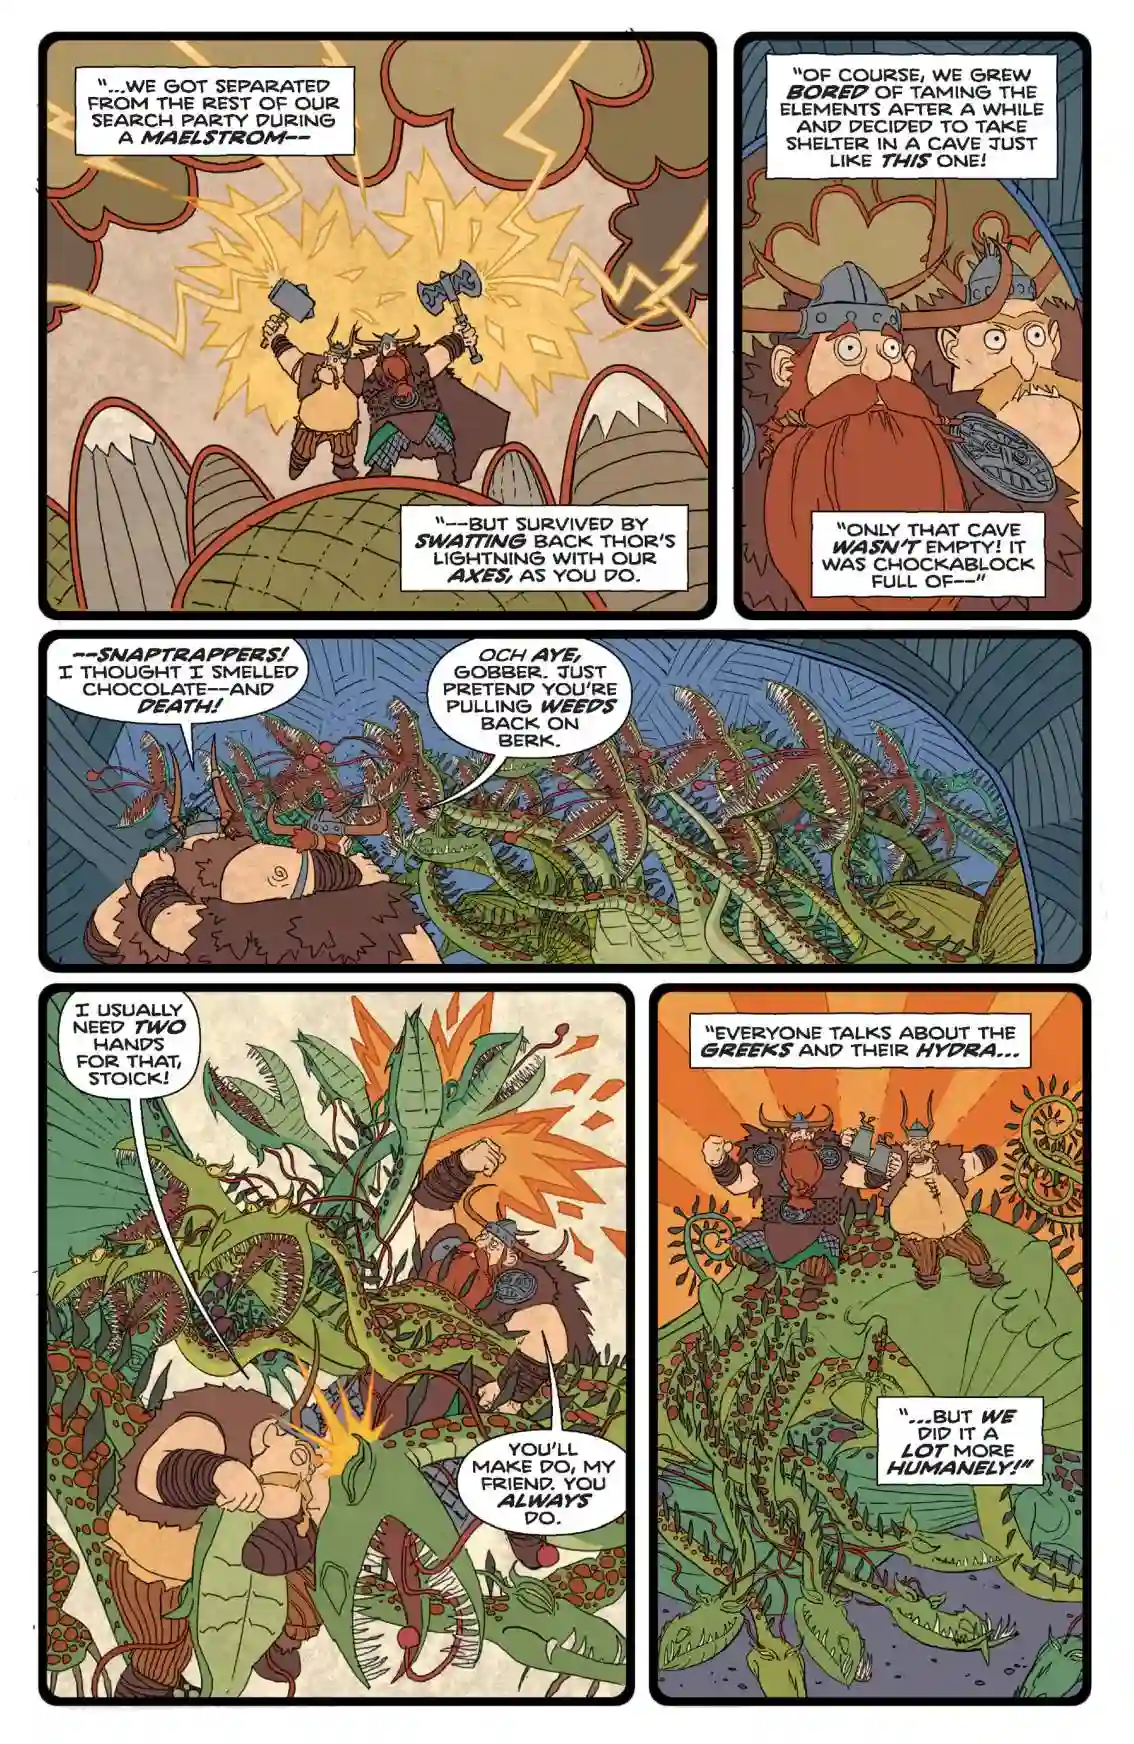 "...WE GOT SEPARATED
FROM THE REST OF OUR
SEARCH PARTY DURING
A MAELSTROM--
"--BUT SURVIVED BY
SWATTING BACK THOR'S
LIGHTNING WITH OUR
AXES, AS YOU DO.
"OF COURSE, WE GREW
BORED OF TAMING THE
ELEMENTS AFTER A WHILE
AND DECIDED TO TAKE
SHELTER IN A CAVE JUST
LIKE THIS ONE!
"ONLY THAT CAVE
WASN'T EMPTY! IT
WAS CHOCKABLOCK
FULL OF--"
--SNAPTRAPPERS!
I THOUGHT I SMELLED
CHOCOLATE--AND
DEATH!
OCH AYE,
GOBBER. JUST
PRETEND YOU'RE
PULLING WEEDS
BACK ON
BERK.
I USUALLY
NEED TWO
HANDS
FOR THAT,
STOICK!
YOU'LL
MAKE DO, MY
FRIEND. YOU
ALWAYS
DO.
"EVERYONE TALKS ABOUT THE
GREEKS AND THEIR HYDRA...
"...BUT WE
DID IT A
LOT MORE
HUMANELY!"